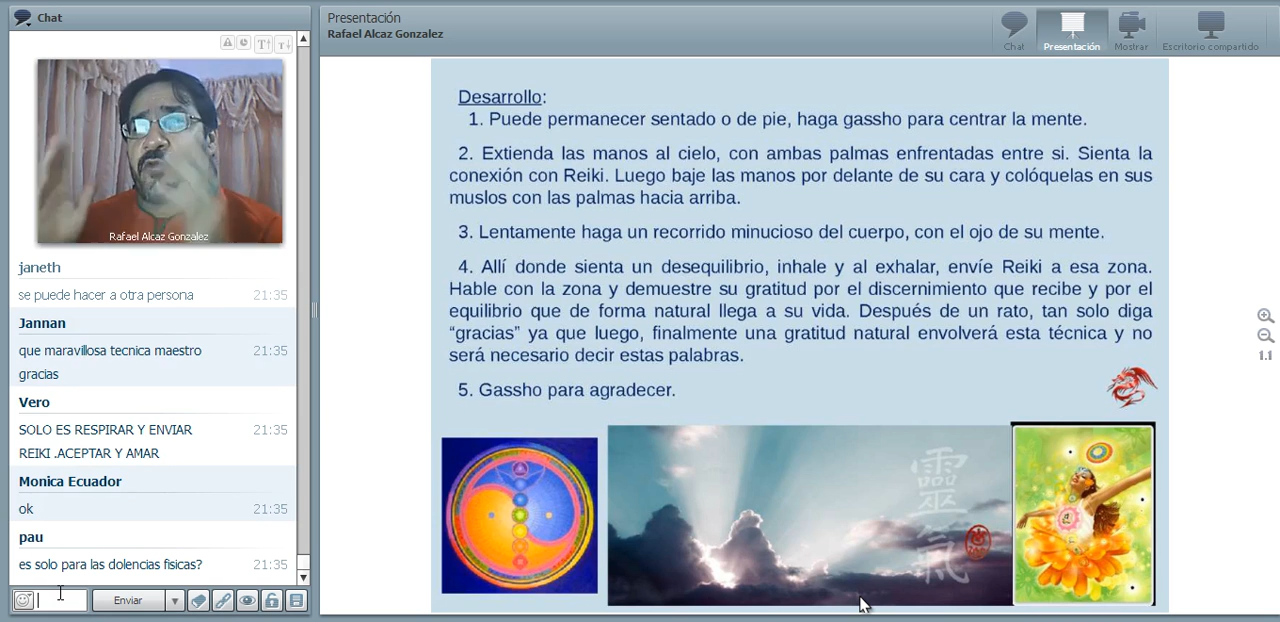 Chat
Rafael Alcaz Gonzalez
janeth
se puede hacer a otra persona 21:35
Jannan
que maravillosa tecnica maestro 21:35
gracias
Vero
SOLO ES RESPIRAR Y ENVIAR 21:35
REIKI .ACEPTAR Y AMAR
Monica Ecuador
ok 21:35
pau
es solo para las dolencias fisicas? 21:35
Enviar
Presentación
Rafael Alcaz Gonzalez
Chat
Presentación
Mostrar
Escritorio compartido
Desarrollo:
1. Puede permanecer sentado o de pie, haga gassho para centrar la mente.
2. Extienda las manos al cielo, con ambas palmas enfrentadas entre si. Sienta la
conexión con Reiki. Luego baje las manos por delante de su cara y colóquelas en sus
muslos con las palmas hacia arriba.
3. Lentamente haga un recorrido minucioso del cuerpo, con el ojo de su mente.
4. Allí donde sienta un desequilibrio, inhale y al exhalar, envíe Reiki a esa zona.
Hable con la zona y demuestre su gratitud por el discernimiento que recibe y por el
equilibrio que de forma natural llega a su vida. Después de un rato, tan solo diga
“gracias” ya que luego, finalmente una gratitud natural envolverá esta técnica y no
será necesario decir estas palabras.
5. Gassho para agradecer.
靈
氣
1.1